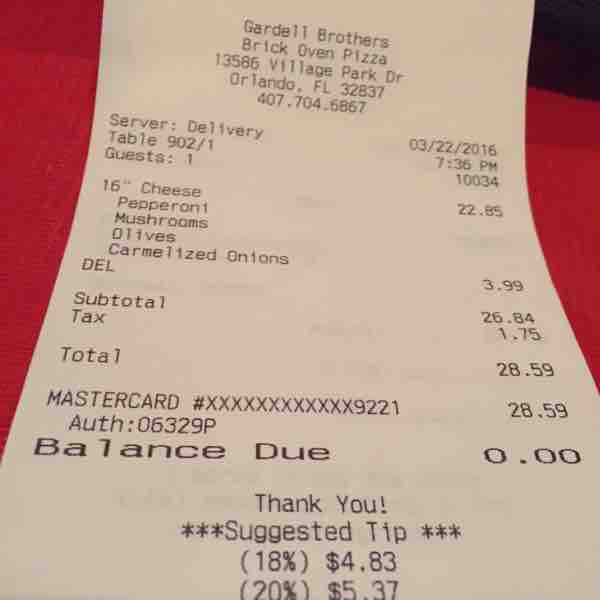 Gardell Brothers
Brick Oven Pizza
13586 Village Park Dr
Orlando, FL 32837
407.704.6867
Server: Delivery 03/22/2016
Table 902/1 7:36 PM
Guests: 1 10034
16" Cheese 22.85
Pepperoni
Mushrooms
Olives
Carmelized Onions
DEL 3.99
Subtotal 26.84
Tax 1.75
Total 28.59
MASTERCARD #XXXXXXXXXXXX9221 28.59
Auth:06329P
Balance Due 0.00
Thank You!
***Suggested Tip ***
(18%) $4.83
(20%) $5.37